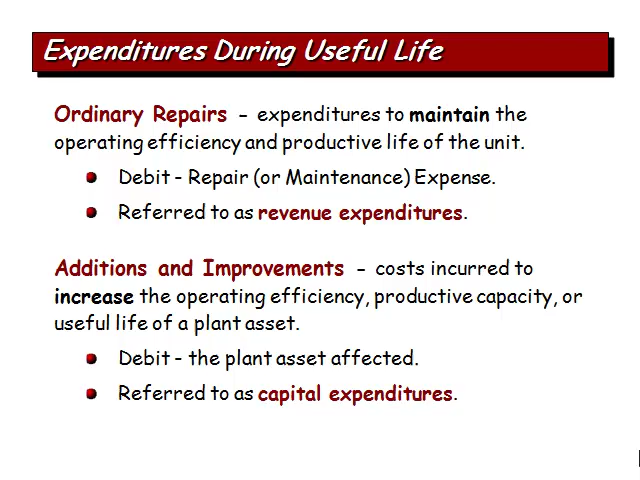 Expenditures During Useful Life
Ordinary Repairs - expenditures to maintain the
operating efficiency and productive life of the unit.
Debit - Repair (or Maintenance) Expense.
Referred to as revenue expenditures.
Additions and Improvements - costs incurred to
increase the operating efficiency, productive capacity, or
useful life of a plant asset.
Debit - the plant asset affected.
Referred to as capital expenditures.